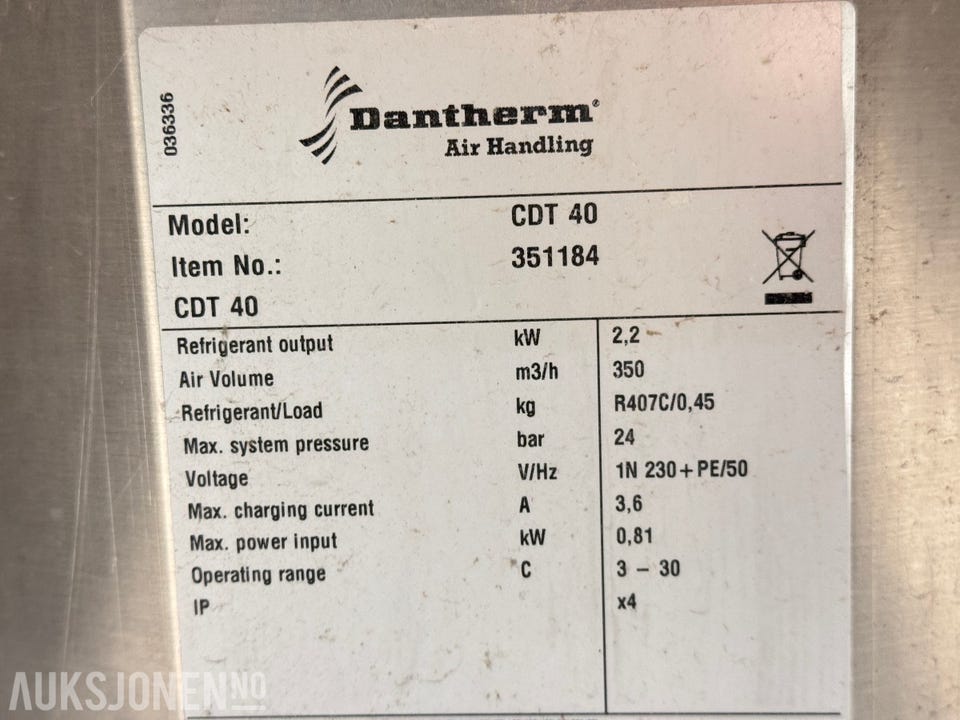 036336
Dantherm®
Air Handling
Model: CDT 40
Item No.: 351184
CDT 40
Refrigerant output kW 2,2
Air Volume m3/h 350
Refrigerant/Load kg R407C/0,45
Max. system pressure bar 24
Voltage V/Hz 1N 230+PE/50
Max. charging current A 3,6
Max. power input kW 0,81
Operating range C 3 – 30
IP x4
AUKSJONEN NO